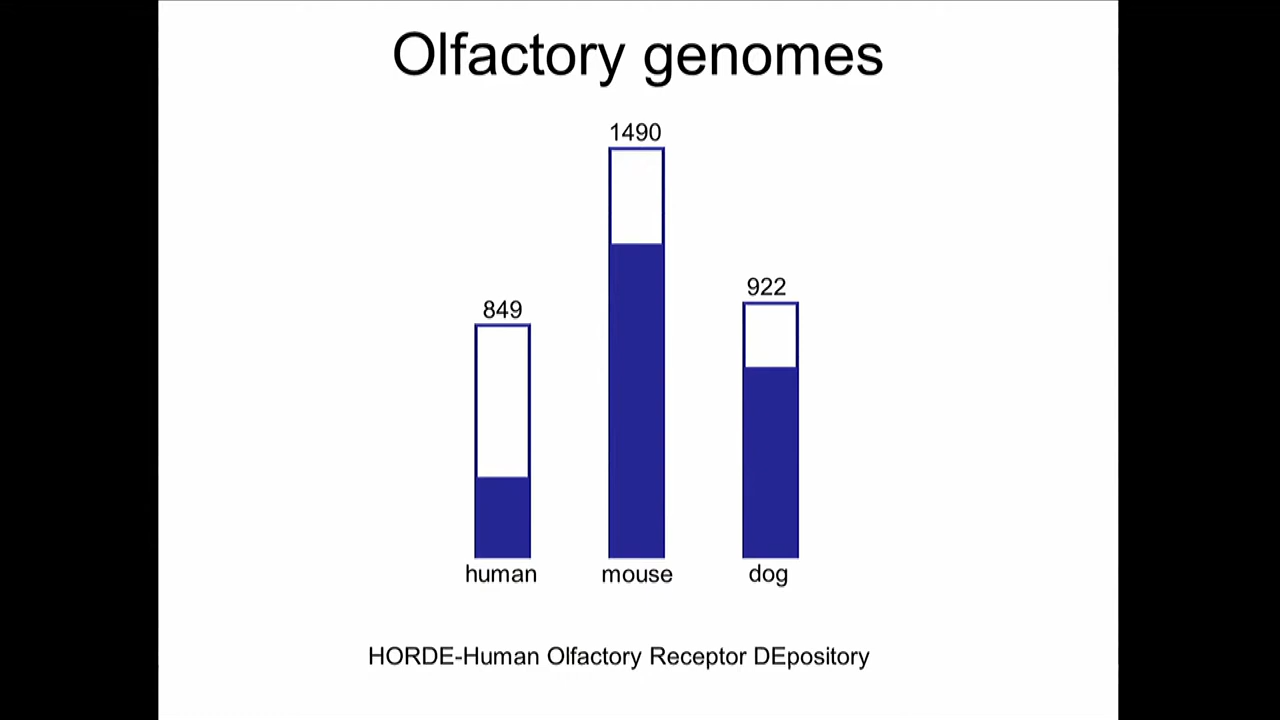 Olfactory genomes
1490
922
849
human mouse dog
HORDE-Human Olfactory Receptor DEpository